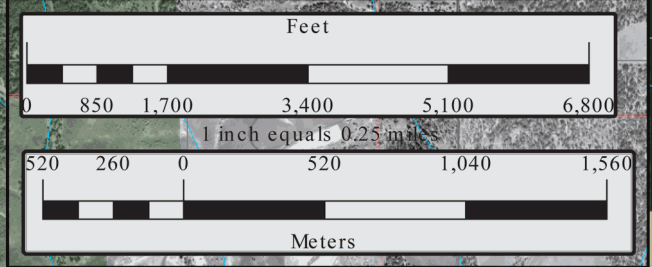 Feet
0 850 1,700 3,400 5,100 6,800
1 inch equals 0.25 miles
520 260 0 520 1,040 1,560
Meters